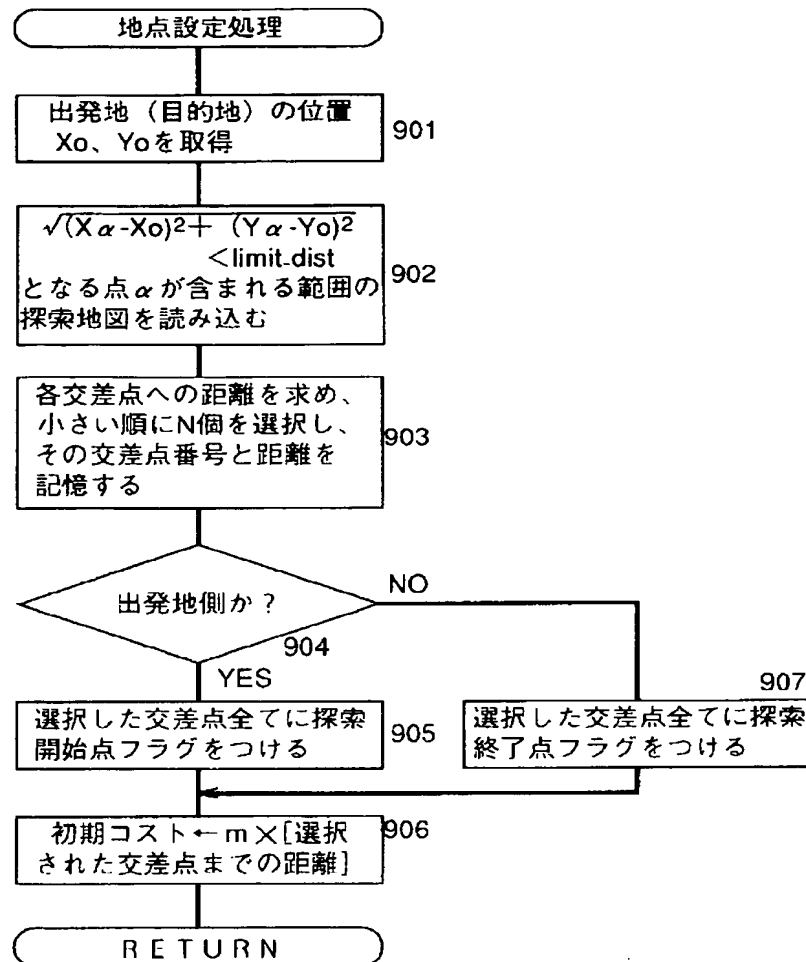 地点設定処理
出発地（目的地）の位置
Xo、Yoを取得
901
√(Xα-Xo)2+（Yα-Yo)2
<limit-dist
となる点αが含まれる範囲の
探索地図を読み込む
902
各交差点への距離を求め、
小さい順にN個を選択し、
その交差点番号と距離を
記憶する
903
出発地側か？
904
NO
YES
選択した交差点全てに探索
開始点フラグをつける
905
907
選択した交差点全てに探索
終了点フラグをつける
初期コスト←m×[選択
された交差点までの距離]
906
RETURN